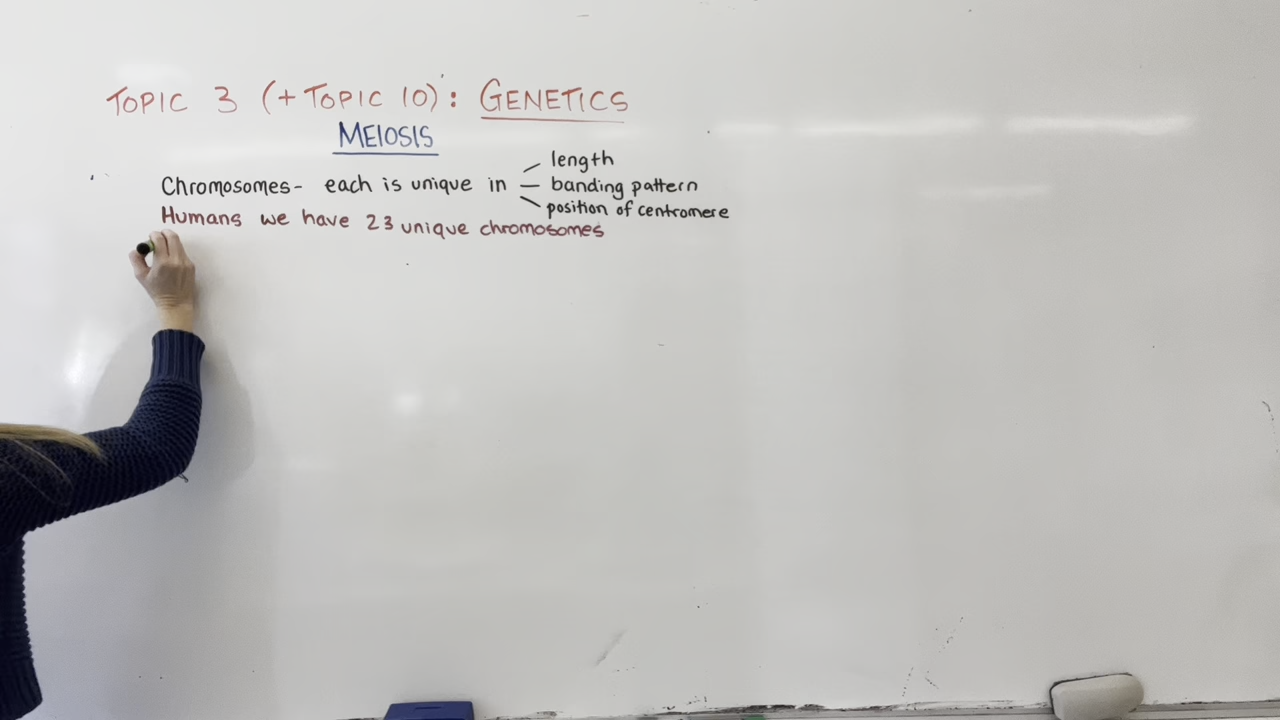 TOPIC 3 (+ TOPIC 10): GENETICS
MEIOSIS
Chromosomes- each is unique in
length
banding pattern
position of centromere
Humans we have 23 unique chromosomes